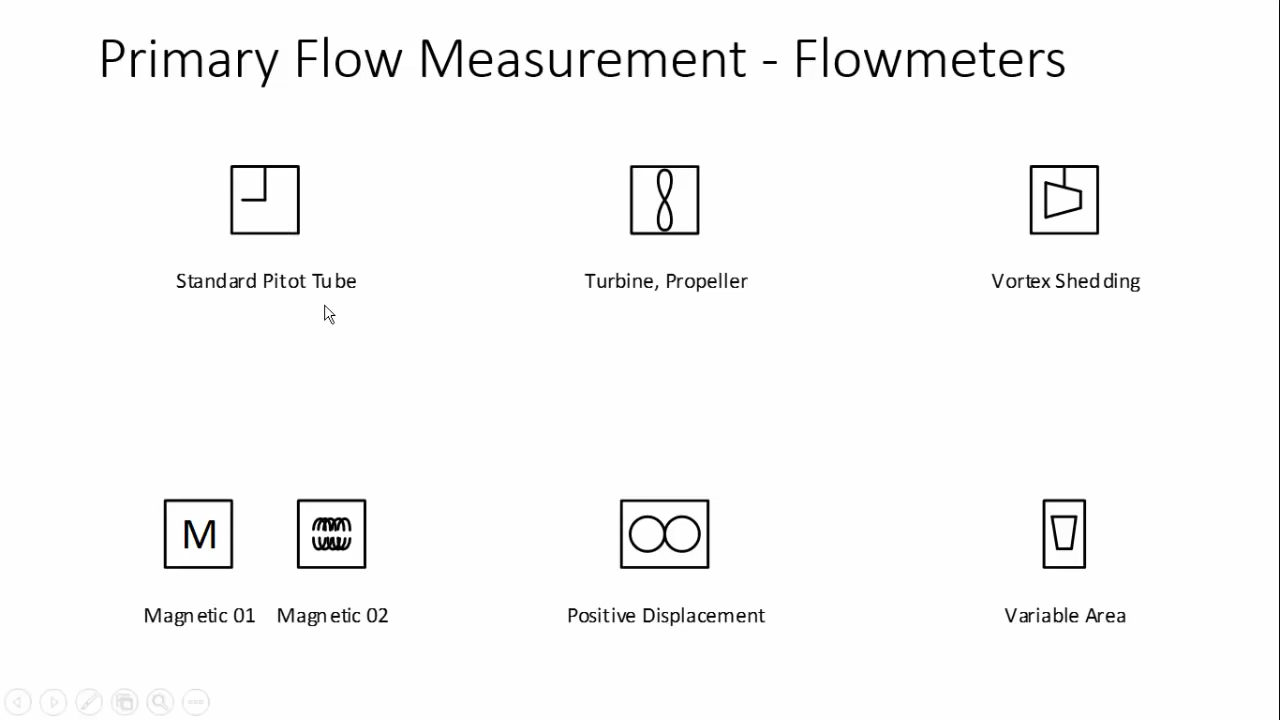 Primary Flow Measurement - Flowmeters
Standard Pitot Tube
Turbine, Propeller
Vortex Shedding
M
Magnetic 01
Magnetic 02
Positive Displacement
Variable Area